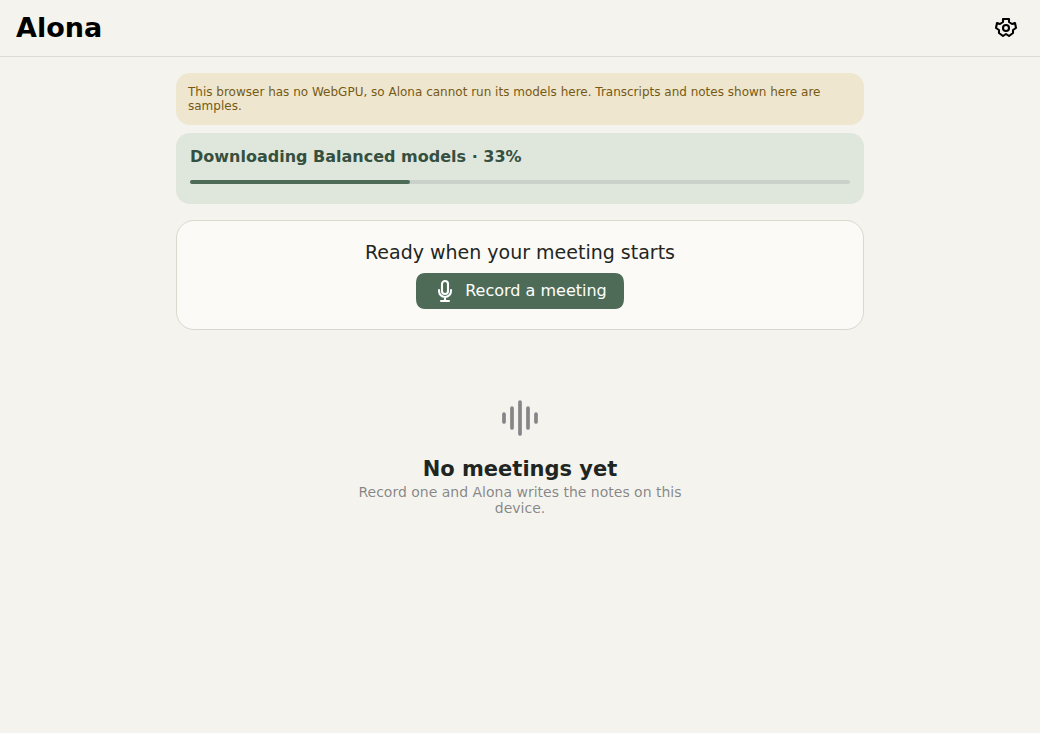 Alona
This browser has no WebGPU, so Alona cannot run its models here. Transcripts and notes shown here are
samples.
Downloading Balanced models · 33%
Ready when your meeting starts
Record a meeting
No meetings yet
Record one and Alona writes the notes on this
device.